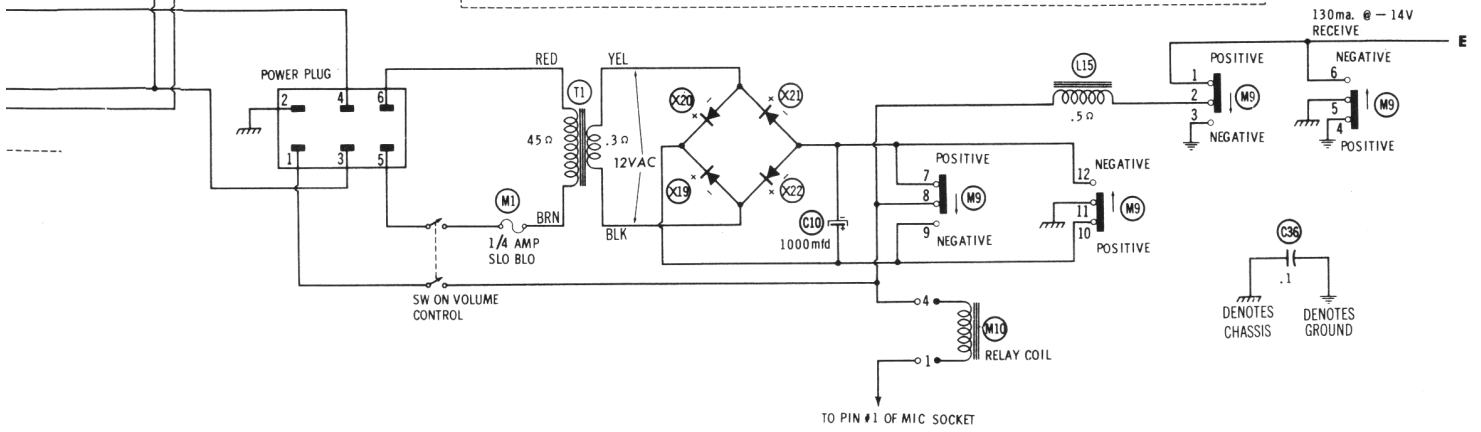 130ma. @ — 14V
RECEIVE
E
POSITIVE
NEGATIVE
RED
YEL
POWER PLUG
T1
X20
X21
L15
1
2
3
M9
6
5
4
M9
2
4
6
1
3
5
45Ω
.3Ω
12VAC
.5Ω
NEGATIVE
POSITIVE
X19
X22
POSITIVE
NEGATIVE
7
8
9
M9
12
11
10
M9
M1
BRN
BLK
C10
1000mfd
NEGATIVE
POSITIVE
1/4 AMP
SLO BLO
C36
.1
SW ON VOLUME
CONTROL
4
M10
RELAY COIL
1
DENOTES
CHASSIS
DENOTES
GROUND
TO PIN #1 OF MIC SOCKET